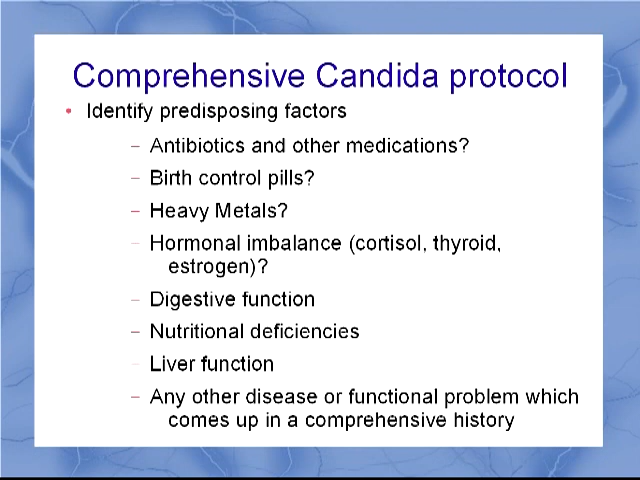 Comprehensive Candida protocol
• Identify predisposing factors
– Antibiotics and other medications?
– Birth control pills?
– Heavy Metals?
– Hormonal imbalance (cortisol, thyroid,
estrogen)?
– Digestive function
– Nutritional deficiencies
– Liver function
– Any other disease or functional problem which
comes up in a comprehensive history